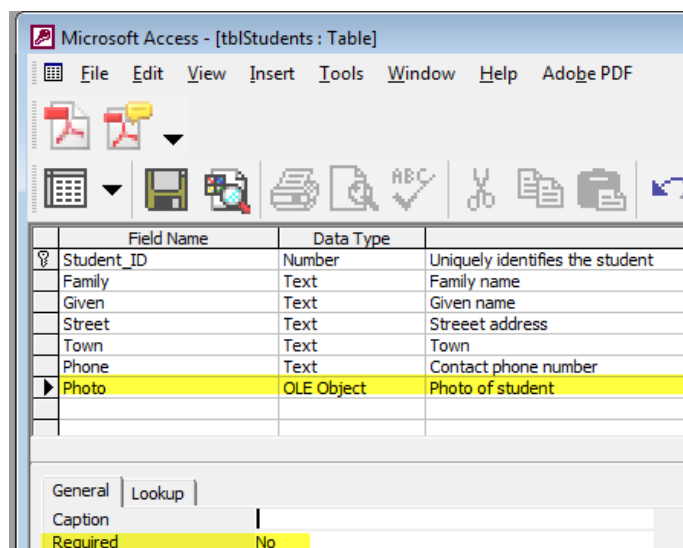 Microsoft Access - [tblStudents : Table]
File Edit View Insert Tools Window Help Adobe PDF
ABC
Field Name Data Type
Student_ID Number Uniquely identifies the student
Family Text Family name
Given Text Given name
Street Text Streeet address
Town Text Town
Phone Text Contact phone number
Photo OLE Object Photo of student
General Lookup
Caption
Required No